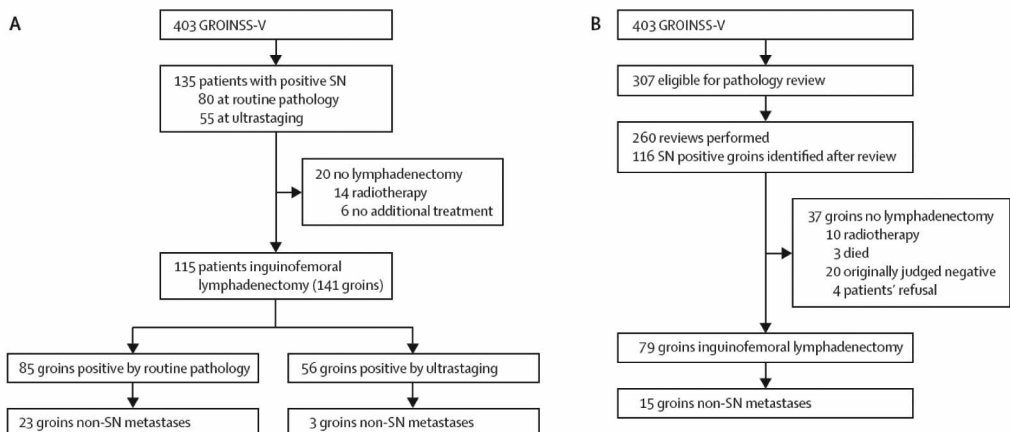 A
403 GROINSS-V
135 patients with positive SN
80 at routine pathology
55 at ultrastaging
20 no lymphadenectomy
14 radiotherapy
6 no additional treatment
115 patients inguinofemoral
lymphadenectomy (141 groins)
85 groins positive by routine pathology
56 groins positive by ultrastaging
23 groins non-SN metastases
3 groins non-SN metastases
B
403 GROINSS-V
307 eligible for pathology review
260 reviews performed
116 SN positive groins identified after review
37 groins no lymphadenectomy
10 radiotherapy
3 died
20 originally judged negative
4 patients' refusal
79 groins inguinofemoral lymphadenectomy
15 groins non-SN metastases